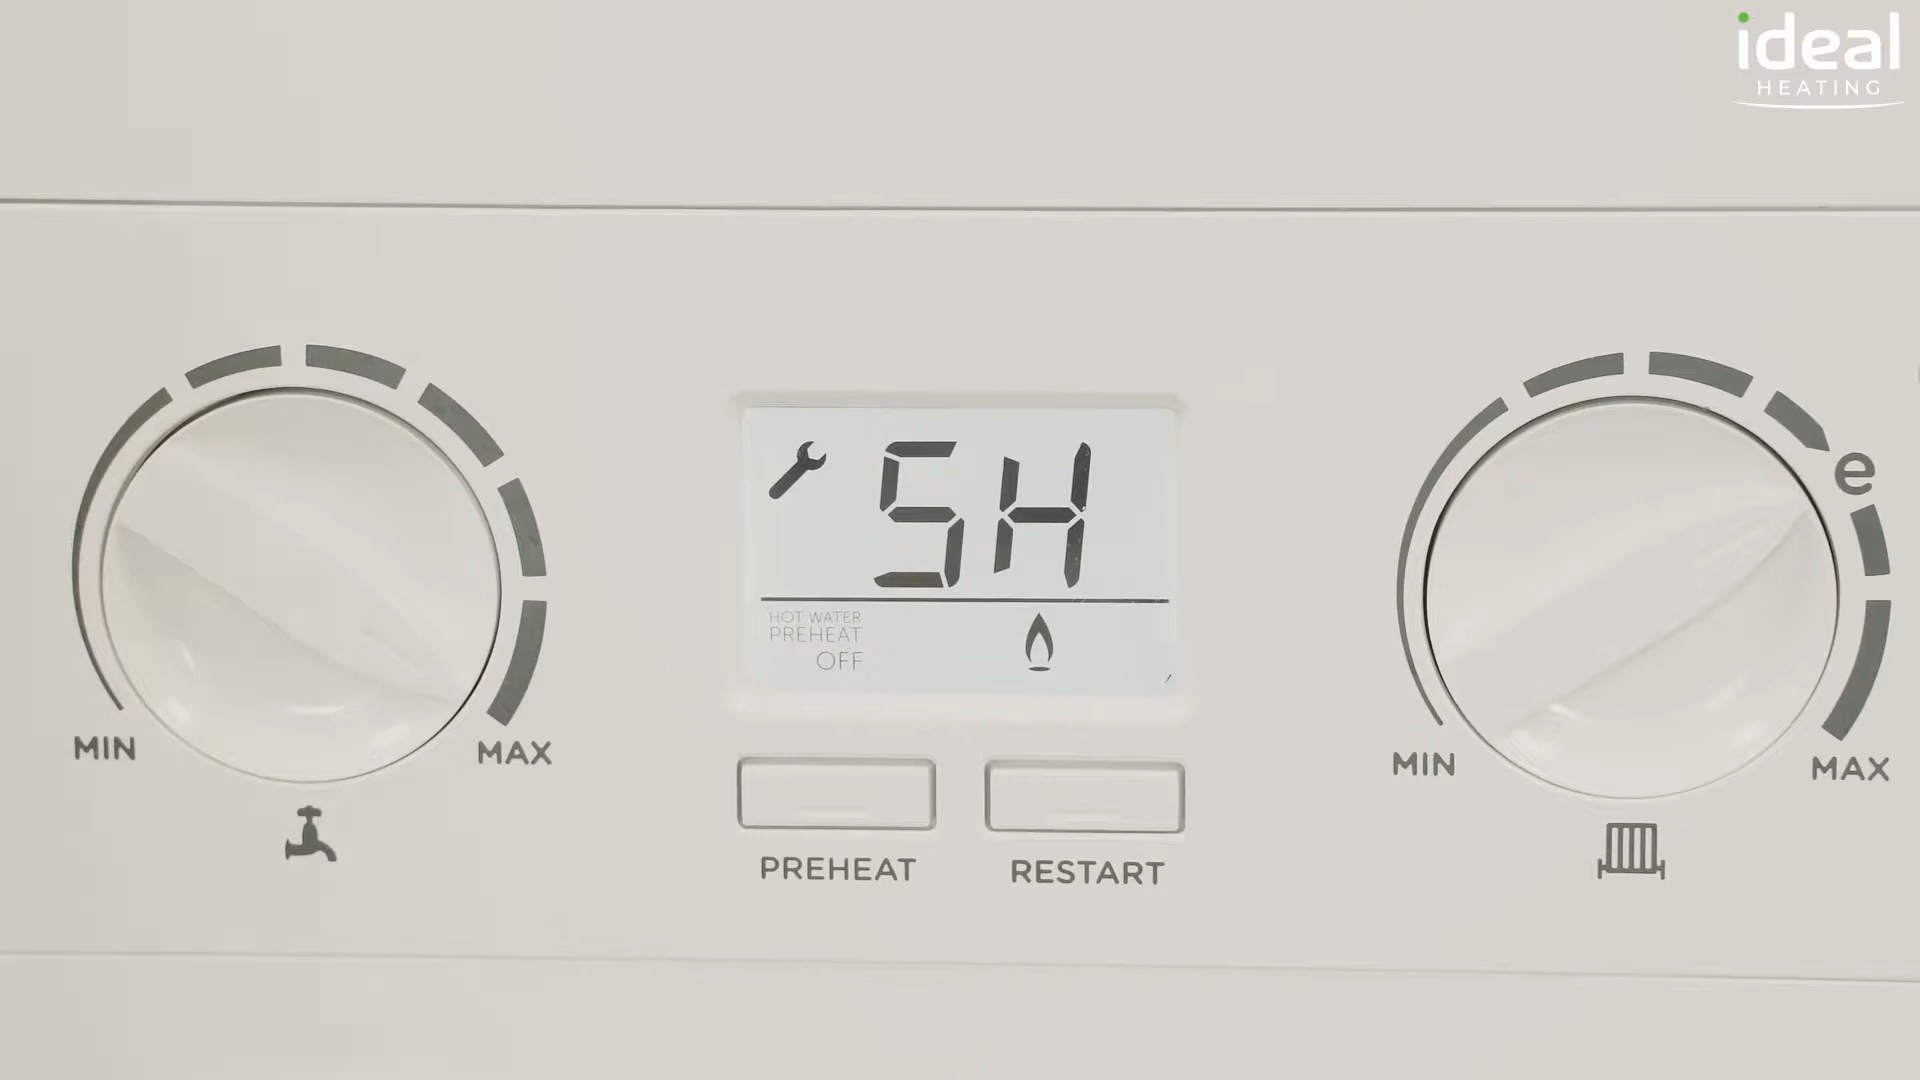 ideal
HEATING
SH
HOT WATER
PREHEAT
OFF
e
MIN
MAX
MIN
MAX
PREHEAT
RESTART